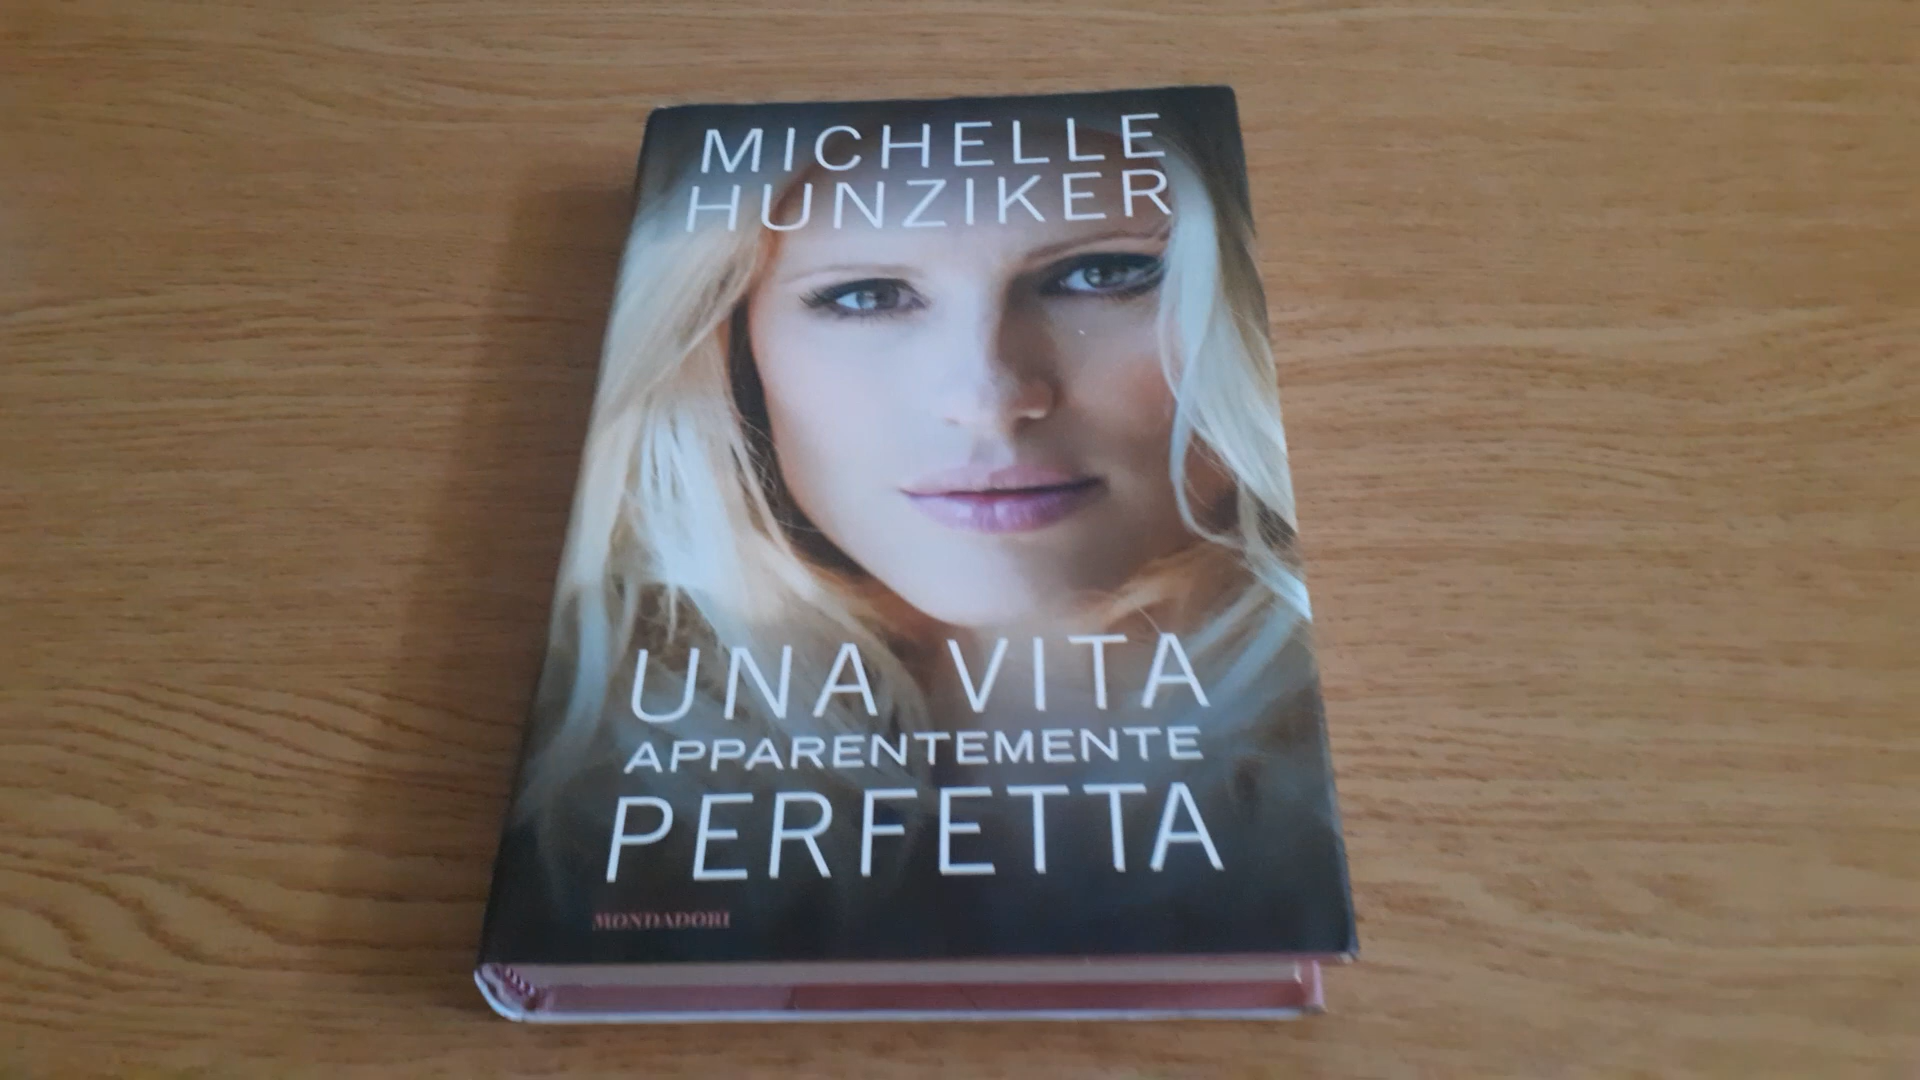 MICHELLE
HUNZIKER
UNA VITA
APPARENTEMENTE
PERFETTA
MONDADORI